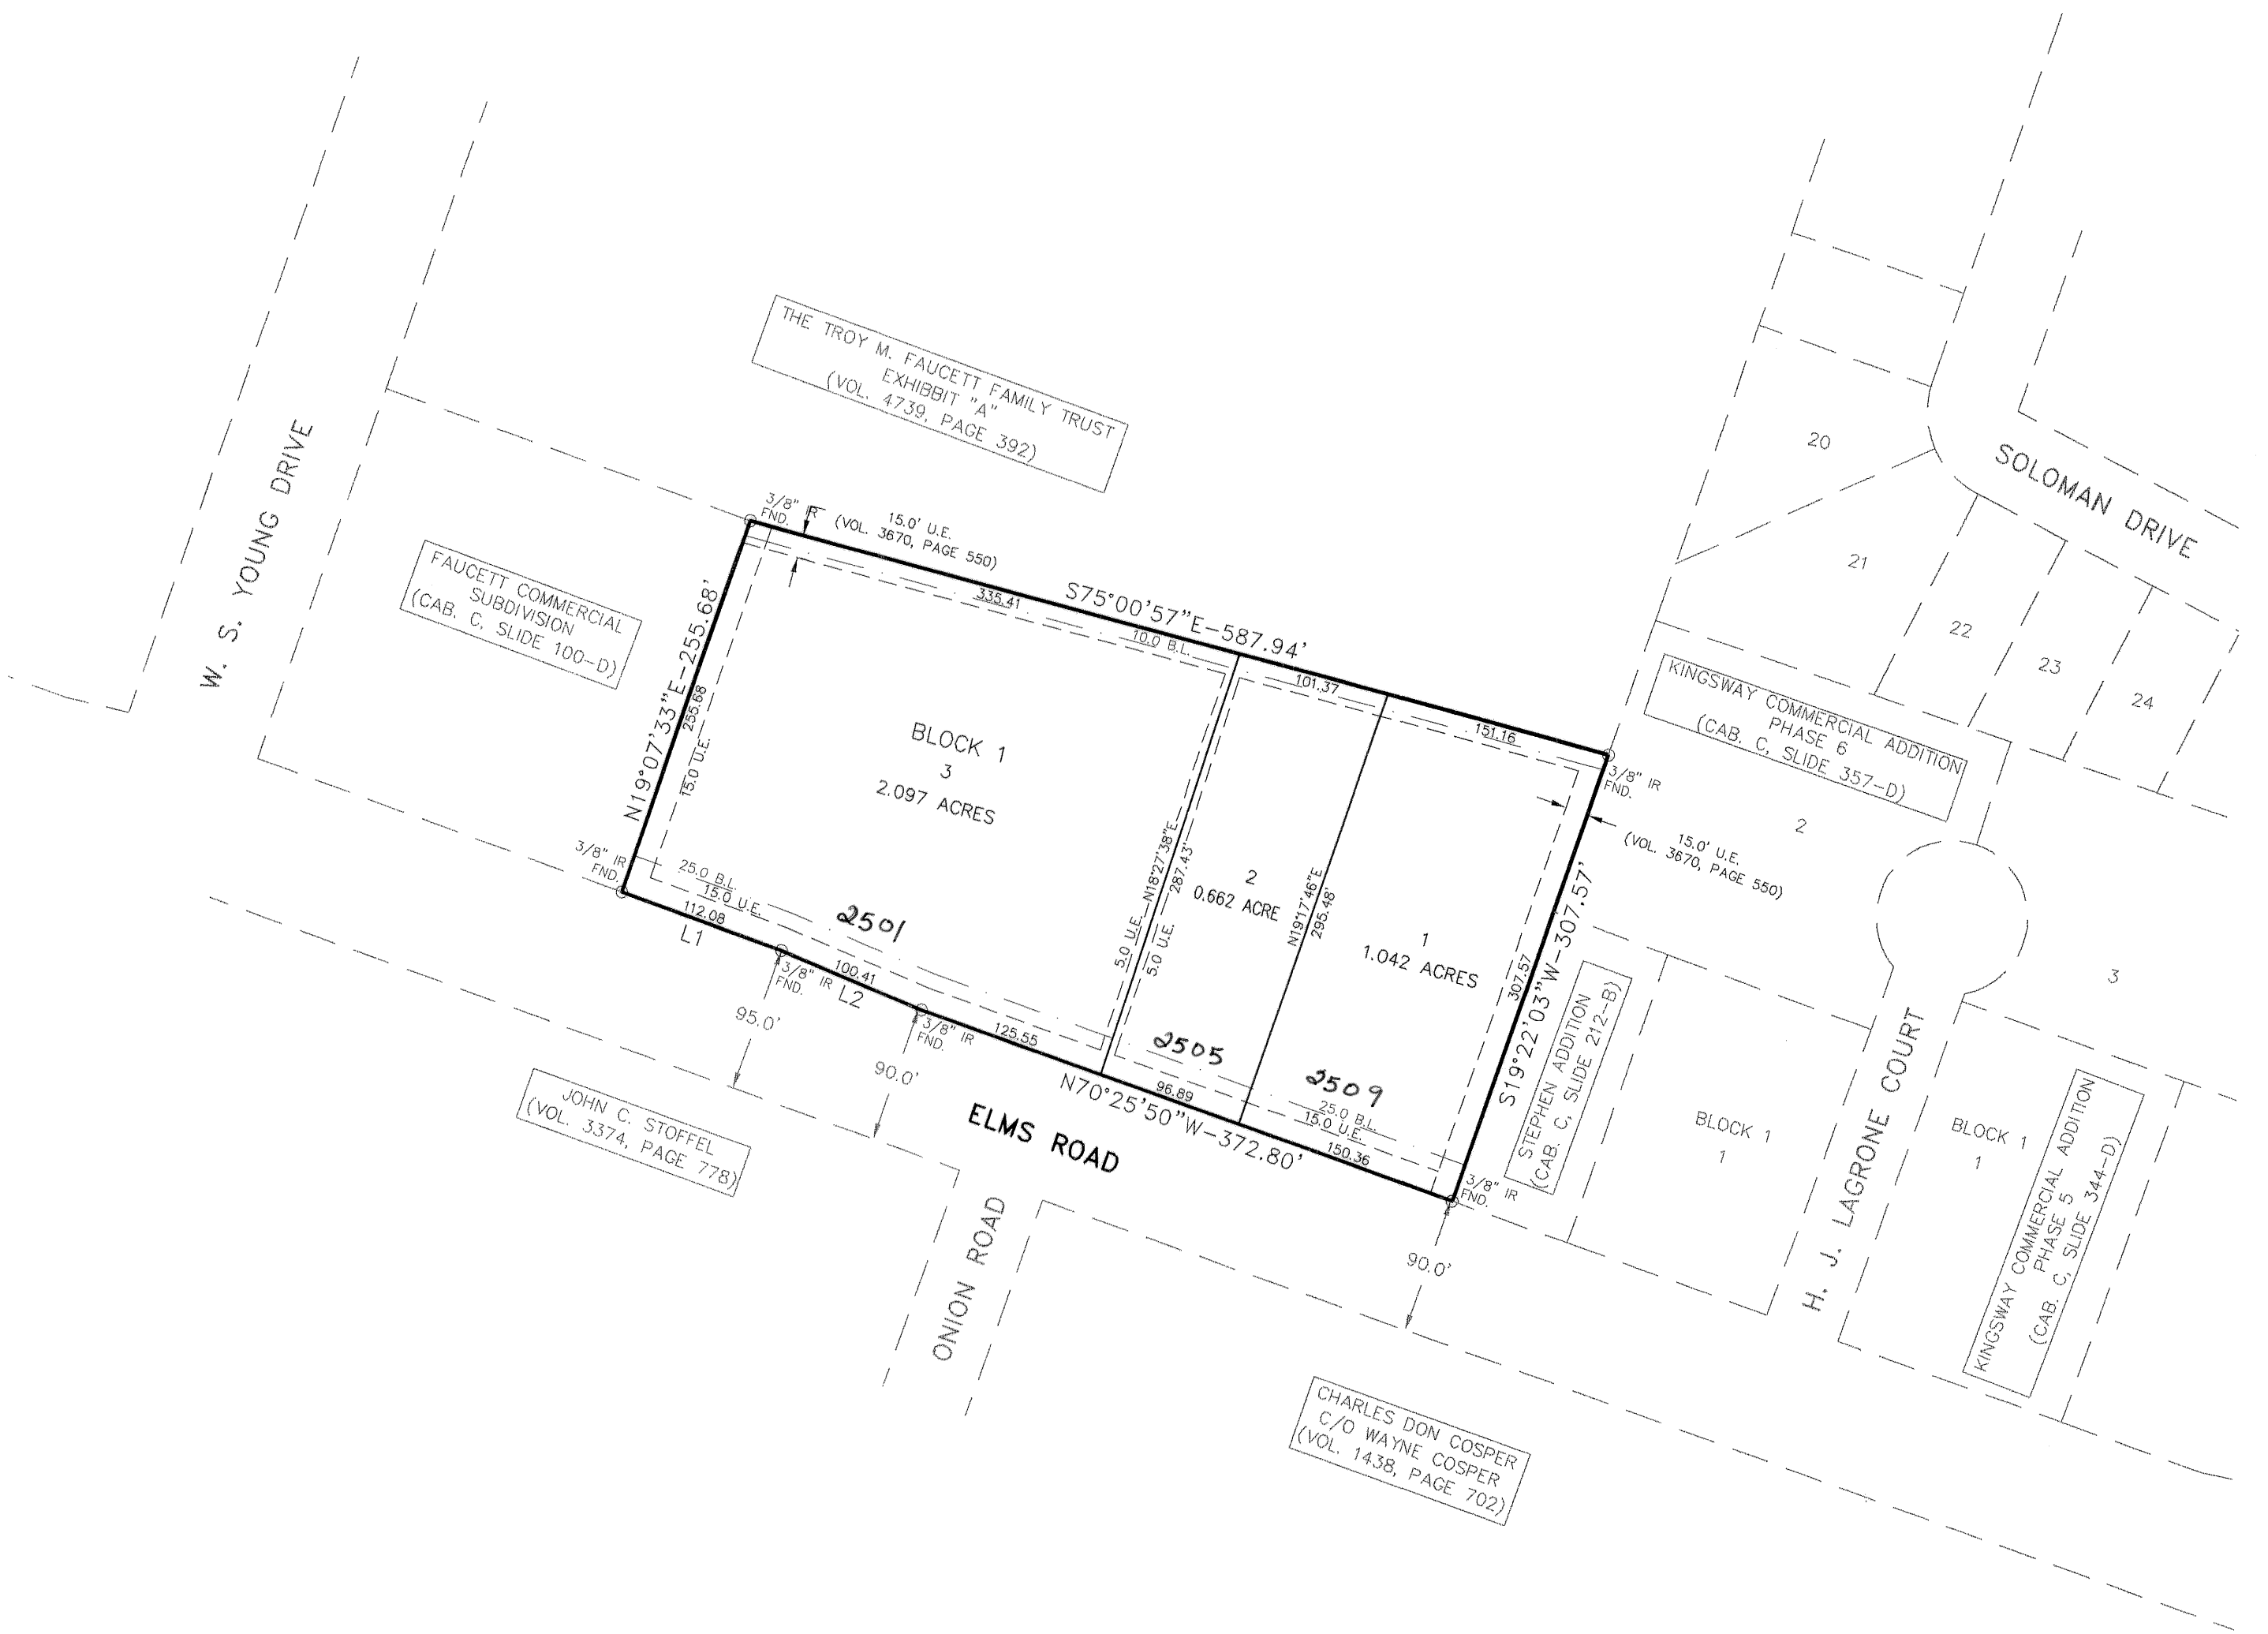 W. S. YOUNG DRIVE
THE TROY M. FAUCETT FAMILY TRUST
EXHIBBIT "A"
(VOL. 4739, PAGE 392)
FAUCETT COMMERCIAL
SUBDIVISION
(CAB. C, SLIDE 100-D)
3/8" IR
FND.
15.0' U.E.
(VOL. 3670, PAGE 550)
335.41
S75°00'57"E-587.94'
10.0 B.L.
101.37
151.16
N19°07'33"E-255.68'
255.68
15.0 U.E.
BLOCK 1
3
2.097 ACRES
3/8" IR
FND.
25.0 B.L.
15.0 U.E.
112.08
L1
2501
3/8" IR
FND.
100.41
L2
3/8" IR
FND.
125.55
95.0'
90.0'
5.0 U.E.
N18°27'38"E
287.43'
5.0 U.E.
2
0.662 ACRE
N19°17'46"E
295.48'
1
1.042 ACRES
2505
2509
96.89
25.0 B.L.
15.0 U.E.
150.36
N70°25'50"W-372.80'
307.57
S19°22'03"W-307.57'
3/8" IR
FND.
15.0' U.E.
(VOL. 3670, PAGE 550)
3/8" IR
FND.
90.0'
ELMS ROAD
ONION ROAD
JOHN C. STOFFEL
(VOL. 3374, PAGE 778)
CHARLES DON COSPER
C/O WAYNE COSPER
(VOL. 1438, PAGE 702)
STEPHEN ADDITION
(CAB. C, SLIDE 212-B)
BLOCK 1
1
H. J. LAGRONE COURT
BLOCK 1
1
KINGSWAY COMMERCIAL ADDITION
PHASE 5
(CAB. C, SLIDE 344-D)
KINGSWAY COMMERCIAL ADDITION
PHASE 6
(CAB. C, SLIDE 357-D)
2
3
20
21
22
23
24
SOLOMAN DRIVE